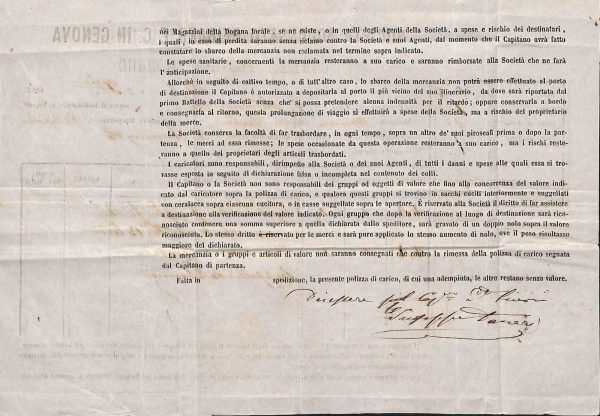 nei Magazzini della Dogana locale, se ne esiste, o in quelli degli Agenti della Società, a spese e rischio dei destinatari,
i quali, in caso di perdita saranno senza riclamo contro la Società e suoi Agenti, dal momento che il Capitano avrà fatto
constatare lo sbarco della mercanzia non reclamata nel termine sopra indicato.
Le spese sanitarie, concernenti la mercanzia resteranno a suo carico e saranno rimborsate alla Società che ne farà
l'anticipazione.
Allorchè in seguito di cattivo tempo, o di tutt'altro caso, lo sbarco della mercanzia non potrà essere effettuato al porto
di destinazione il Capitano è autorizzato a depositarla al porto il più vicino del suo itinerario, da dove sarà riportata dal
primo Battello della Società senza che si possa pretendere alcuna indennità per il ritardo; oppure conservarla a bordo
e consegnarla al ritorno, questa prolungazione di viaggio si effettuirà a spese della Società, ma a rischio del proprietario
della merce.
La Società conserva la facoltà di far trasbordare, in ogni tempo, sopra un altro de' suoi piroscafi prima o dopo la par-
tenza, le merci ad essa rimesse; le spese occasionate da questa operazione resteranno a suo carico, ma i rischi reste-
ranno a quello dei proprietari degli articoli trasbordati.
I caricatori sono responsabili, dirimpetto alla Società o dei suoi Agenti, di tutti i danni e spese alle quali essa si tro-
vasse esposta in seguito di dichiarazione falsa o incompleta nel contenuto dei colli.
Il Capitano o la Società non sono responsabili dei gruppi od oggetti di valore che fino alla concorrenza del valore indicato
dal caricatore sopra la polizza di carico, e qualora questi gruppi si trovino in sacchi cuciti interiormente e suggellati
con ceralacca sopra ciascuna cucitura, o in casse suggellate sopra le aperture. È riservato alla Società il diritto di far assistere
a destinazione alla verificazione del valore indicato. Ogni gruppo che dopo la verificazione al luogo di destinazione sarà rico-
nosciuto contenere una somma superiore a quella dichiarata dallo spolitore, sarà gravato di un doppio nolo sopra il valore
riconosciuto. Lo stesso dritto è riservato per le merci e sarà pure applicato lo stesso aumento di nolo, ove il peso risultasse
maggiore del dichiarato.
La mercanzia o i gruppi e articoli di valore non saranno consegnati che contro la rimessa della polizza di carico segnata
dal Capitano di partenza.
Fatta in spedizione, la presente polizza di carico, di cui una adempiuta, le altre restano senza valore.
Giuseppe